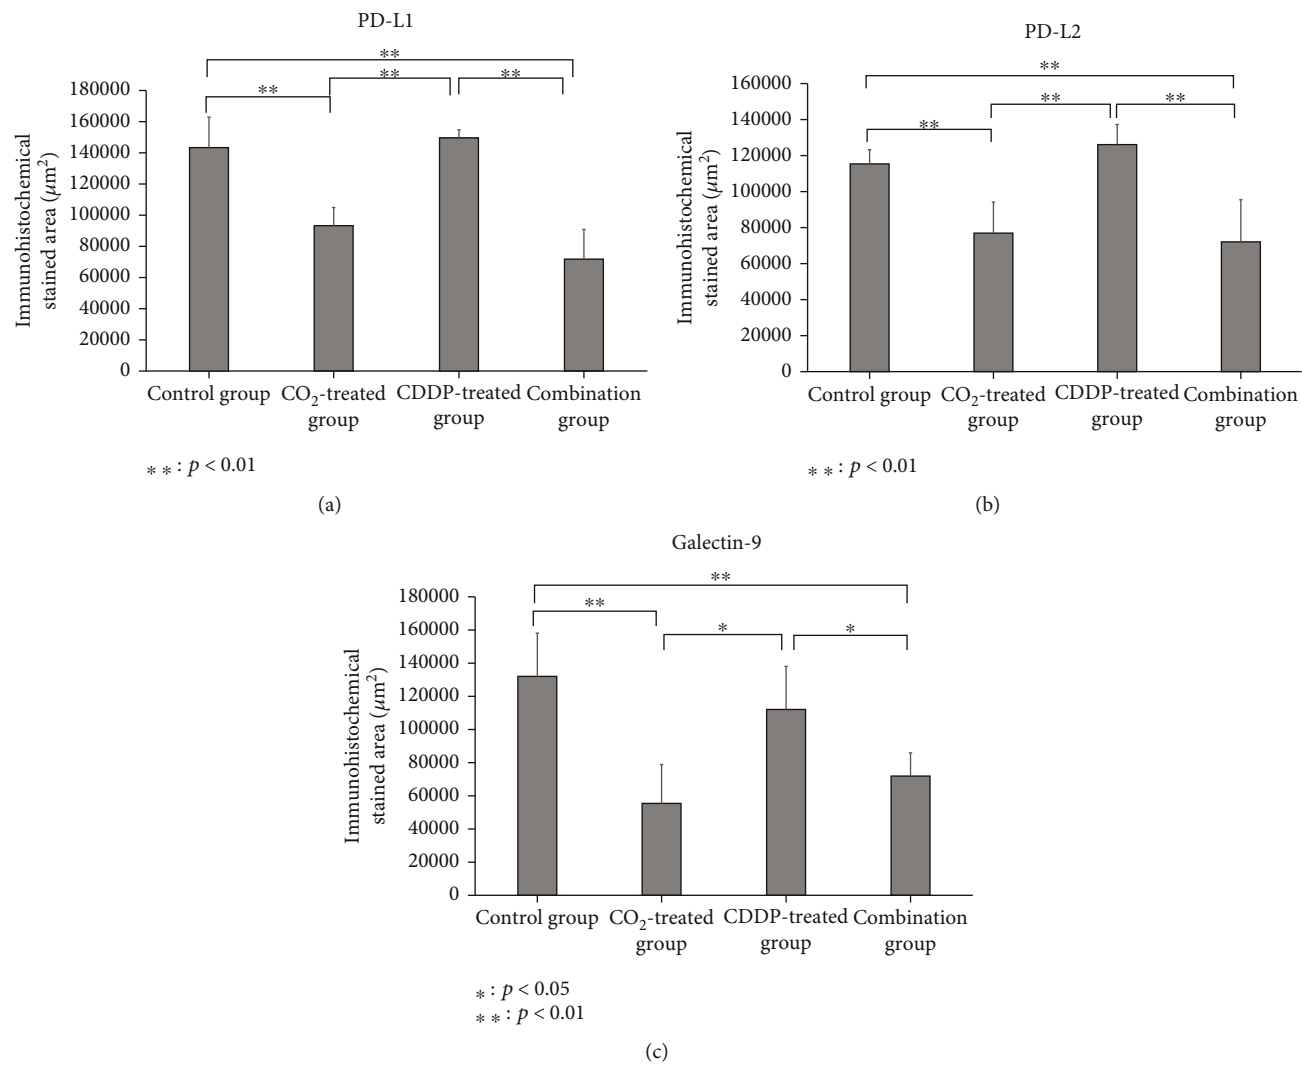 PD-L1
**
**
**
**
180000
160000
140000
120000
100000
80000
60000
40000
20000
0
Immunohistochemical
stained area (μm²)
Control group
CO₂-treated
group
CDDP-treated
group
Combination
group
** : p < 0.01
(a)
PD-L2
**
**
**
**
160000
140000
120000
100000
80000
60000
40000
20000
0
Immunohistochemical
stained area (μm²)
Control group
CO₂-treated
group
CDDP-treated
group
Combination
group
** : p < 0.01
(b)
Galectin-9
**
**
*
*
180000
160000
140000
120000
100000
80000
60000
40000
20000
0
Immunohistochemical
stained area (μm²)
Control group
CO₂-treated
group
CDDP-treated
group
Combination
group
* : p < 0.05
** : p < 0.01
(c)